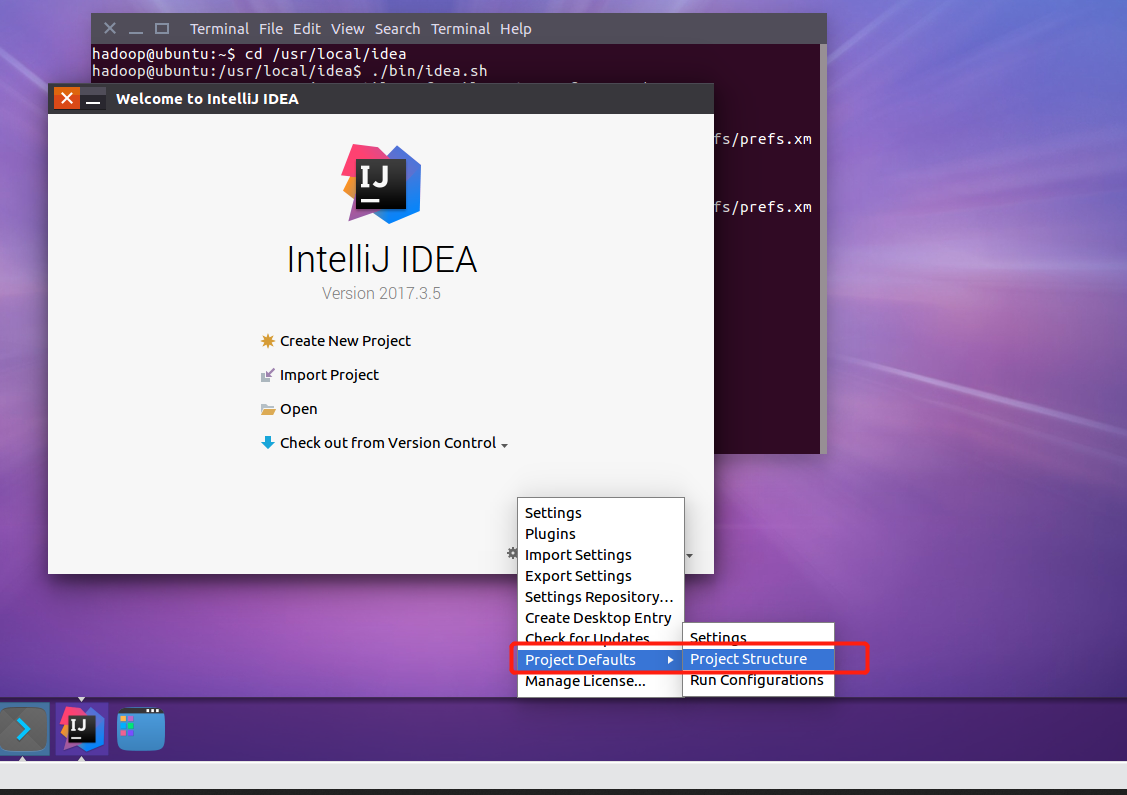 Terminal File Edit View Search Terminal Help
hadoop@ubuntu:~$ cd /usr/local/idea
hadoop@ubuntu:/usr/local/idea$ ./bin/idea.sh
Welcome to IntelliJ IDEA
fs/prefs.xm
fs/prefs.xm
IJ
IntelliJ IDEA
Version 2017.3.5
Create New Project
Import Project
Open
Check out from Version Control
Settings
Plugins
Import Settings
Export Settings
Settings Repository...
Create Desktop Entry
Check for Updates
Project Defaults
Manage License...
Settings
Project Structure
Run Configurations
IJ